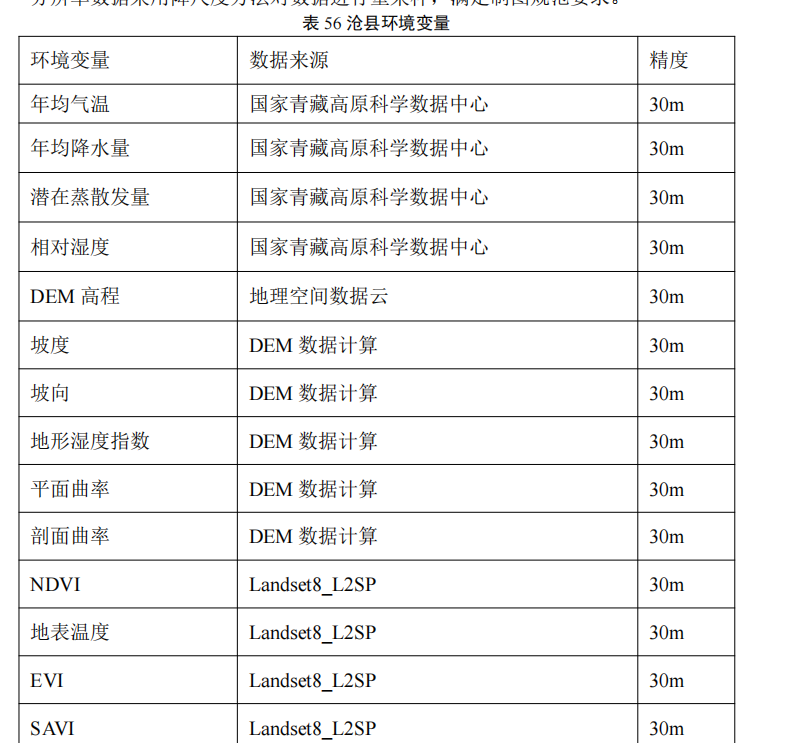 表 56 沧县环境变量
环境变量 数据来源 精度
年均气温 国家青藏高原科学数据中心 30m
年均降水量 国家青藏高原科学数据中心 30m
潜在蒸散发量 国家青藏高原科学数据中心 30m
相对湿度 国家青藏高原科学数据中心 30m
DEM 高程 地理空间数据云 30m
坡度 DEM 数据计算 30m
坡向 DEM 数据计算 30m
地形湿度指数 DEM 数据计算 30m
平面曲率 DEM 数据计算 30m
剖面曲率 DEM 数据计算 30m
NDVI Landset8_L2SP 30m
地表温度 Landset8_L2SP 30m
EVI Landset8_L2SP 30m
SAVI Landset8_L2SP 30m